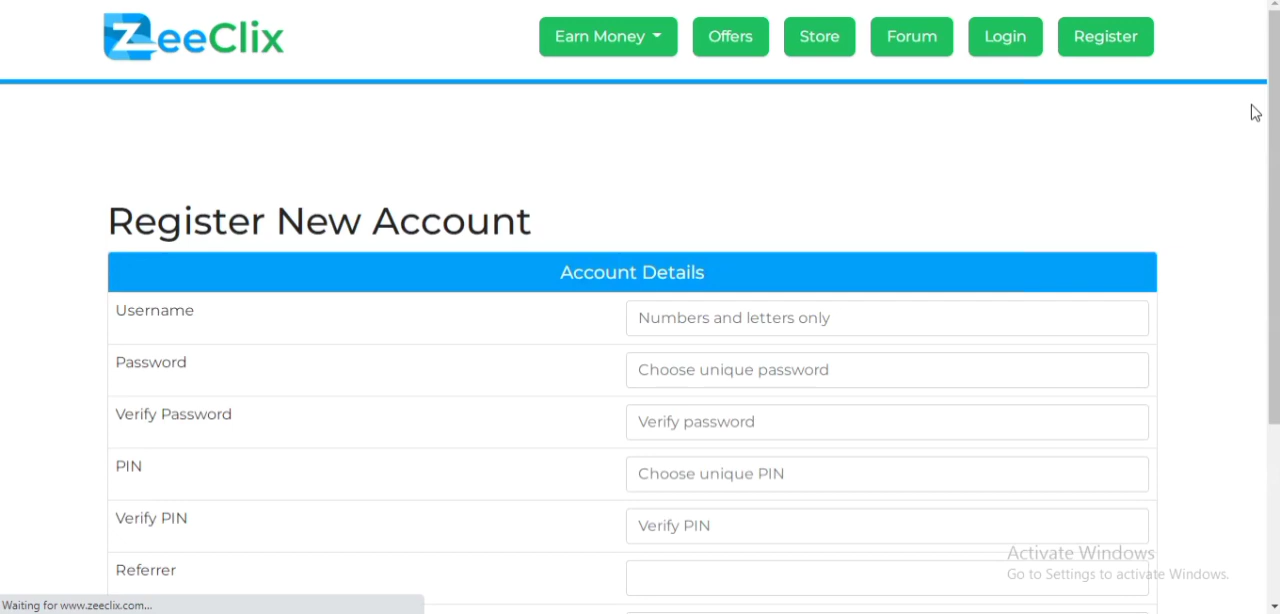 ZeeClix
Earn Money
Offers
Store
Forum
Login
Register
Register New Account
Account Details
Username
Numbers and letters only
Password
Choose unique password
Verify Password
Verify password
PIN
Choose unique PIN
Verify PIN
Verify PIN
Referrer
Activate Windows
Go to Settings to activate Windows.
Waiting for www.zeeclix.com...